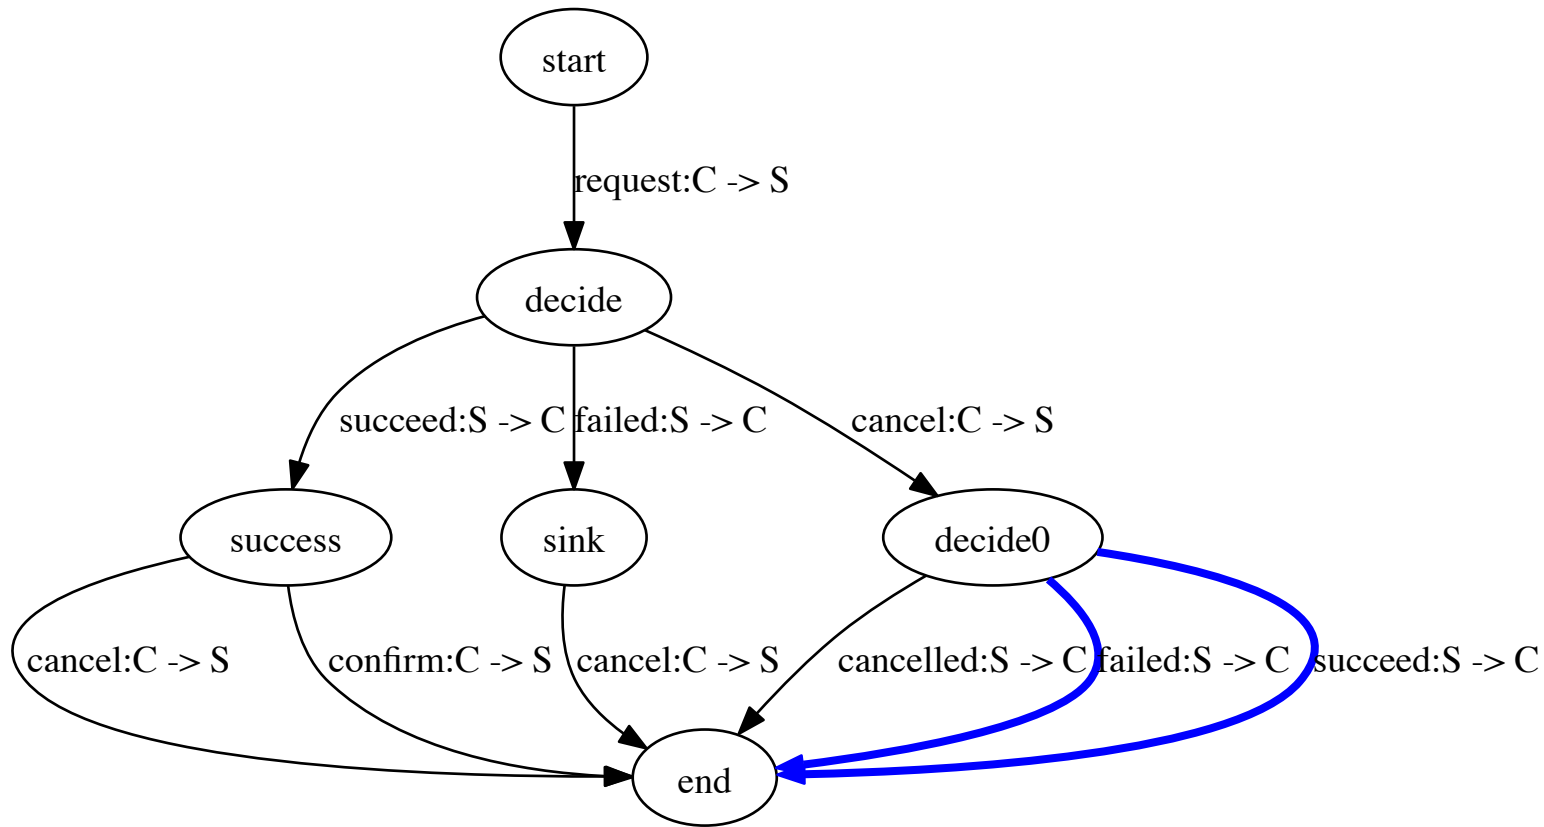 start
request:C -> S
decide
succeed:S -> C
failed:S -> C
cancel:C -> S
success
sink
decide0
cancel:C -> S
confirm:C -> S
cancel:C -> S
cancelled:S -> C
failed:S -> C
succeed:S -> C
end